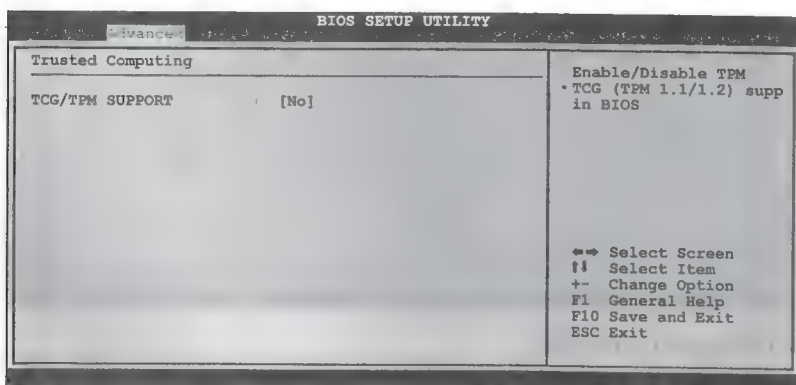 BIOS SETUP UTILITY
Trusted Computing
TCG/TPM SUPPORT [No]
Enable/Disable TPM
TCG (TPM 1.1/1.2) supp
in BIOS
Select Screen
Select Item
+- Change Option
F1 General Help
F10 Save and Exit
ESC Exit